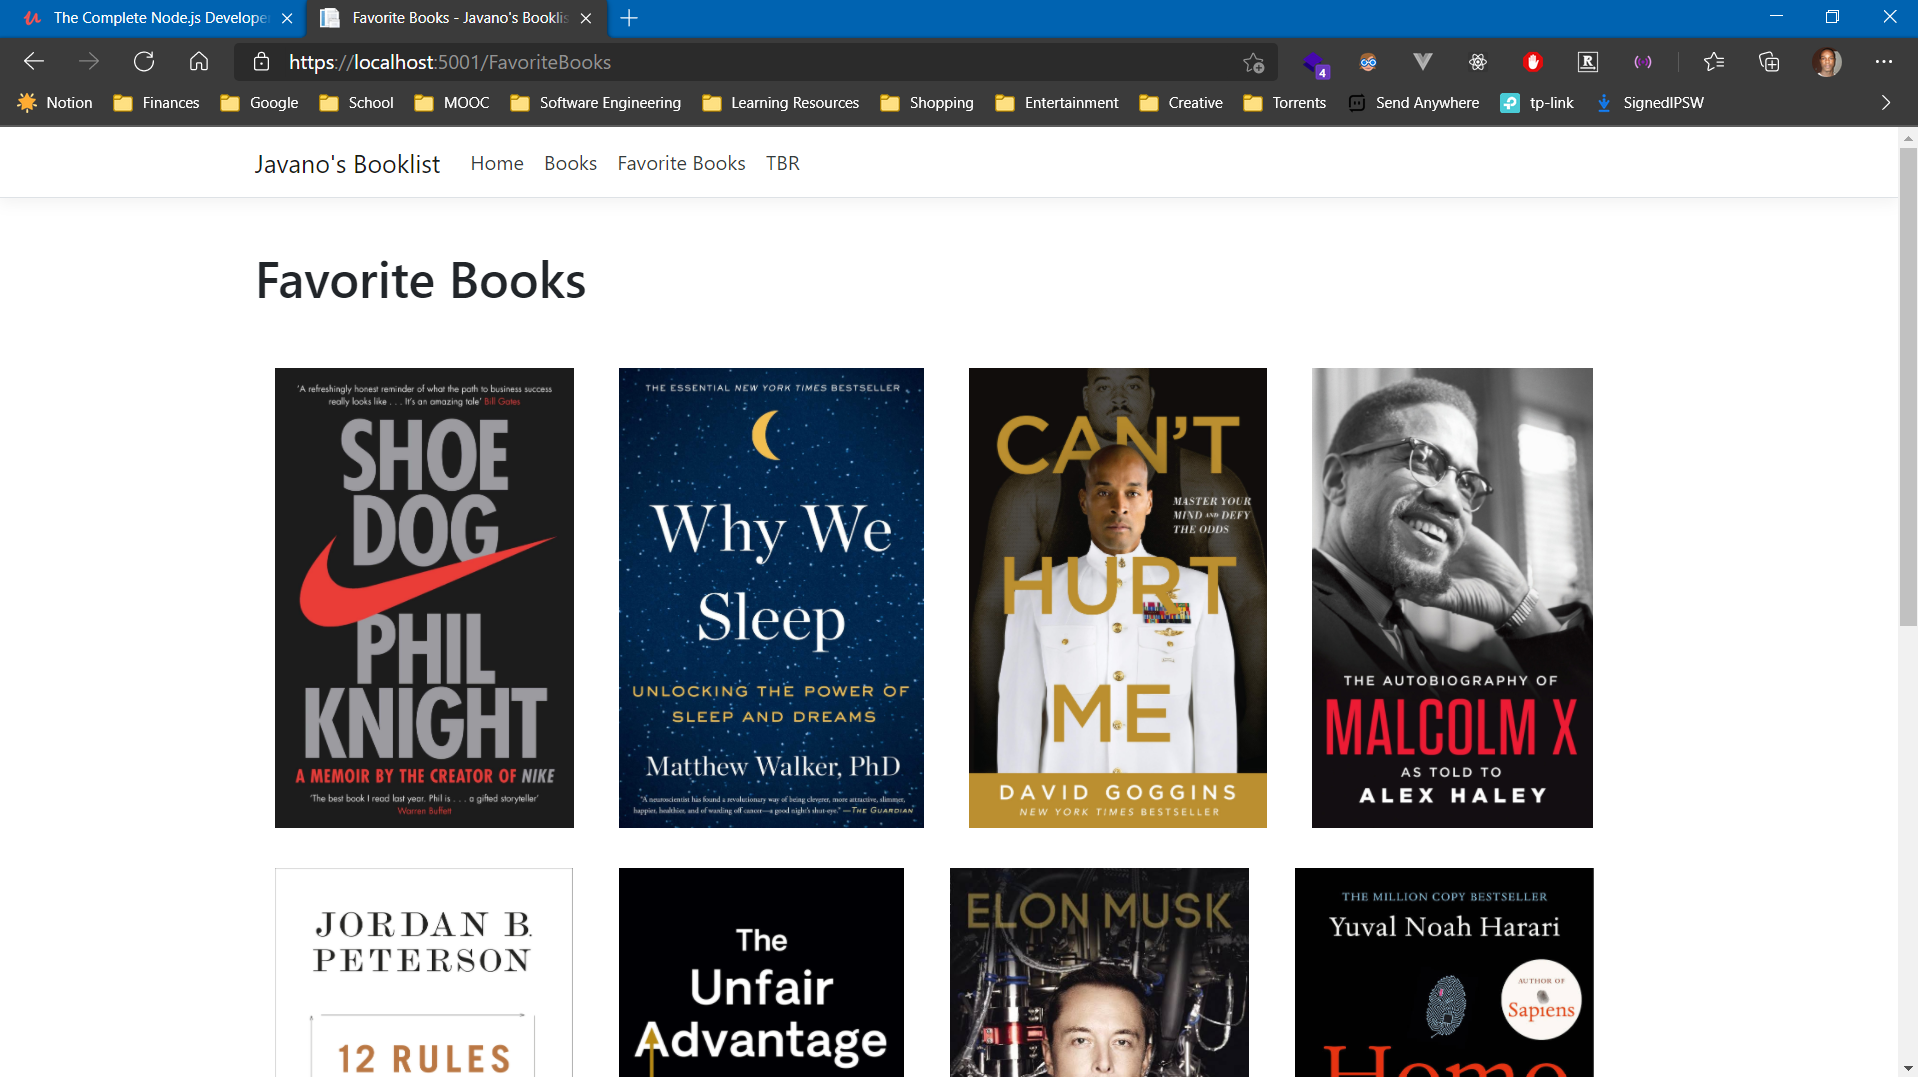 The Complete Node.js Develope
Favorite Books - Javano's Booklis
https://localhost:5001/FavoriteBooks
4
Notion
Finances
Google
School
MOOC
Software Engineering
Learning Resources
Shopping
Entertainment
Creative
Torrents
Send Anywhere
tp-link
SignedIPSW
Javano's Booklist
Home
Books
Favorite Books
TBR
Favorite Books
'A refreshingly honest reminder of what the path to business success
really looks like . . . It's an amazing tale' Bill Gates
SHOE
DOG
PHIL
KNIGHT
A MEMOIR BY THE CREATOR OF NIKE
'The best book I read last year. Phil is . . . a gifted storyteller'
Warren Buffett
THE ESSENTIAL NEW YORK TIMES BESTSELLER
Why We
Sleep
UNLOCKING THE POWER OF
SLEEP AND DREAMS
Matthew Walker, PhD
"A neuroscientist has found a revolutionary way of being cleverer, more attractive, slimmer,
happier, healthier, and of warding off cancer—a good night's shut-eye." —THE GUARDIAN
CAN'T
MASTER YOUR
MIND AND DEFY
THE ODDS
HURT
ME
DAVID GOGGINS
NEW YORK TIMES BESTSELLER
THE AUTOBIOGRAPHY OF
MALCOLM X
AS TOLD TO
ALEX HALEY
JORDAN B.
PETERSON
12 RULES
The
Unfair
Advantage
ELON MUSK
THE MILLION COPY BESTSELLER
Yuval Noah Harari
AUTHOR OF
Sapiens
Homo